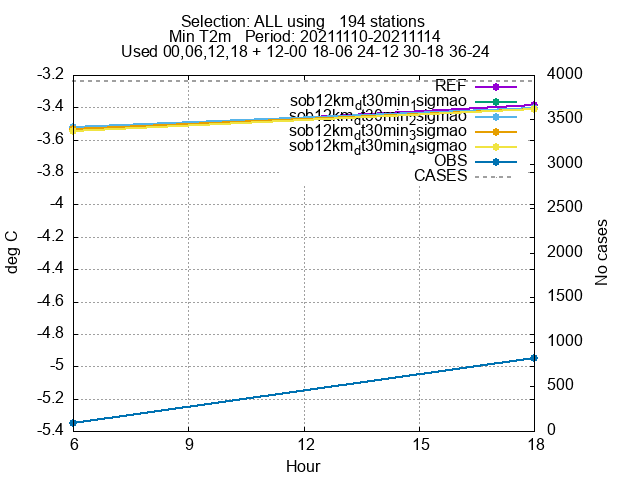 Selection: ALL using 194 stations
Min T2m Period: 20211110-20211114
Used 00,06,12,18 + 12-00 18-06 24-12 30-18 36-24
REF
sob12km_dt30min_1sigmao
sob12km_dt30min_2sigmao
sob12km_dt30min_3sigmao
sob12km_dt30min_4sigmao
OBS
CASES
-3.2
-3.4
-3.6
-3.8
-4
-4.2
-4.4
-4.6
-4.8
-5
-5.2
-5.4
deg C
4000
3500
3000
2500
2000
1500
1000
500
0
No cases
6 9 12 15 18
Hour